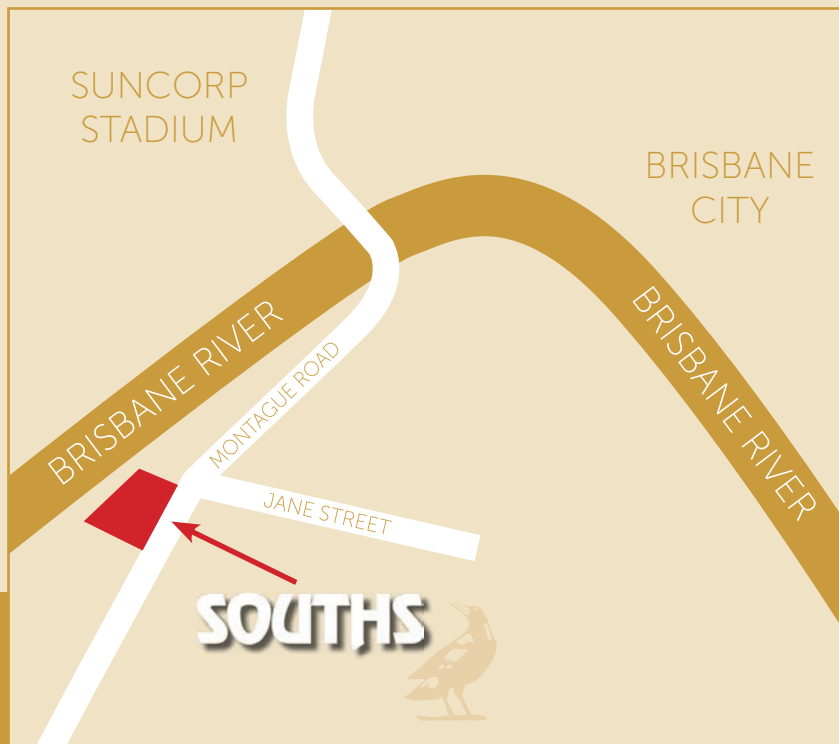 SUNCORP
STADIUM
BRISBANE
CITY
BRISBANE RIVER
BRISBANE RIVER
MONTAGUE ROAD
JANE STREET
SOUTHS